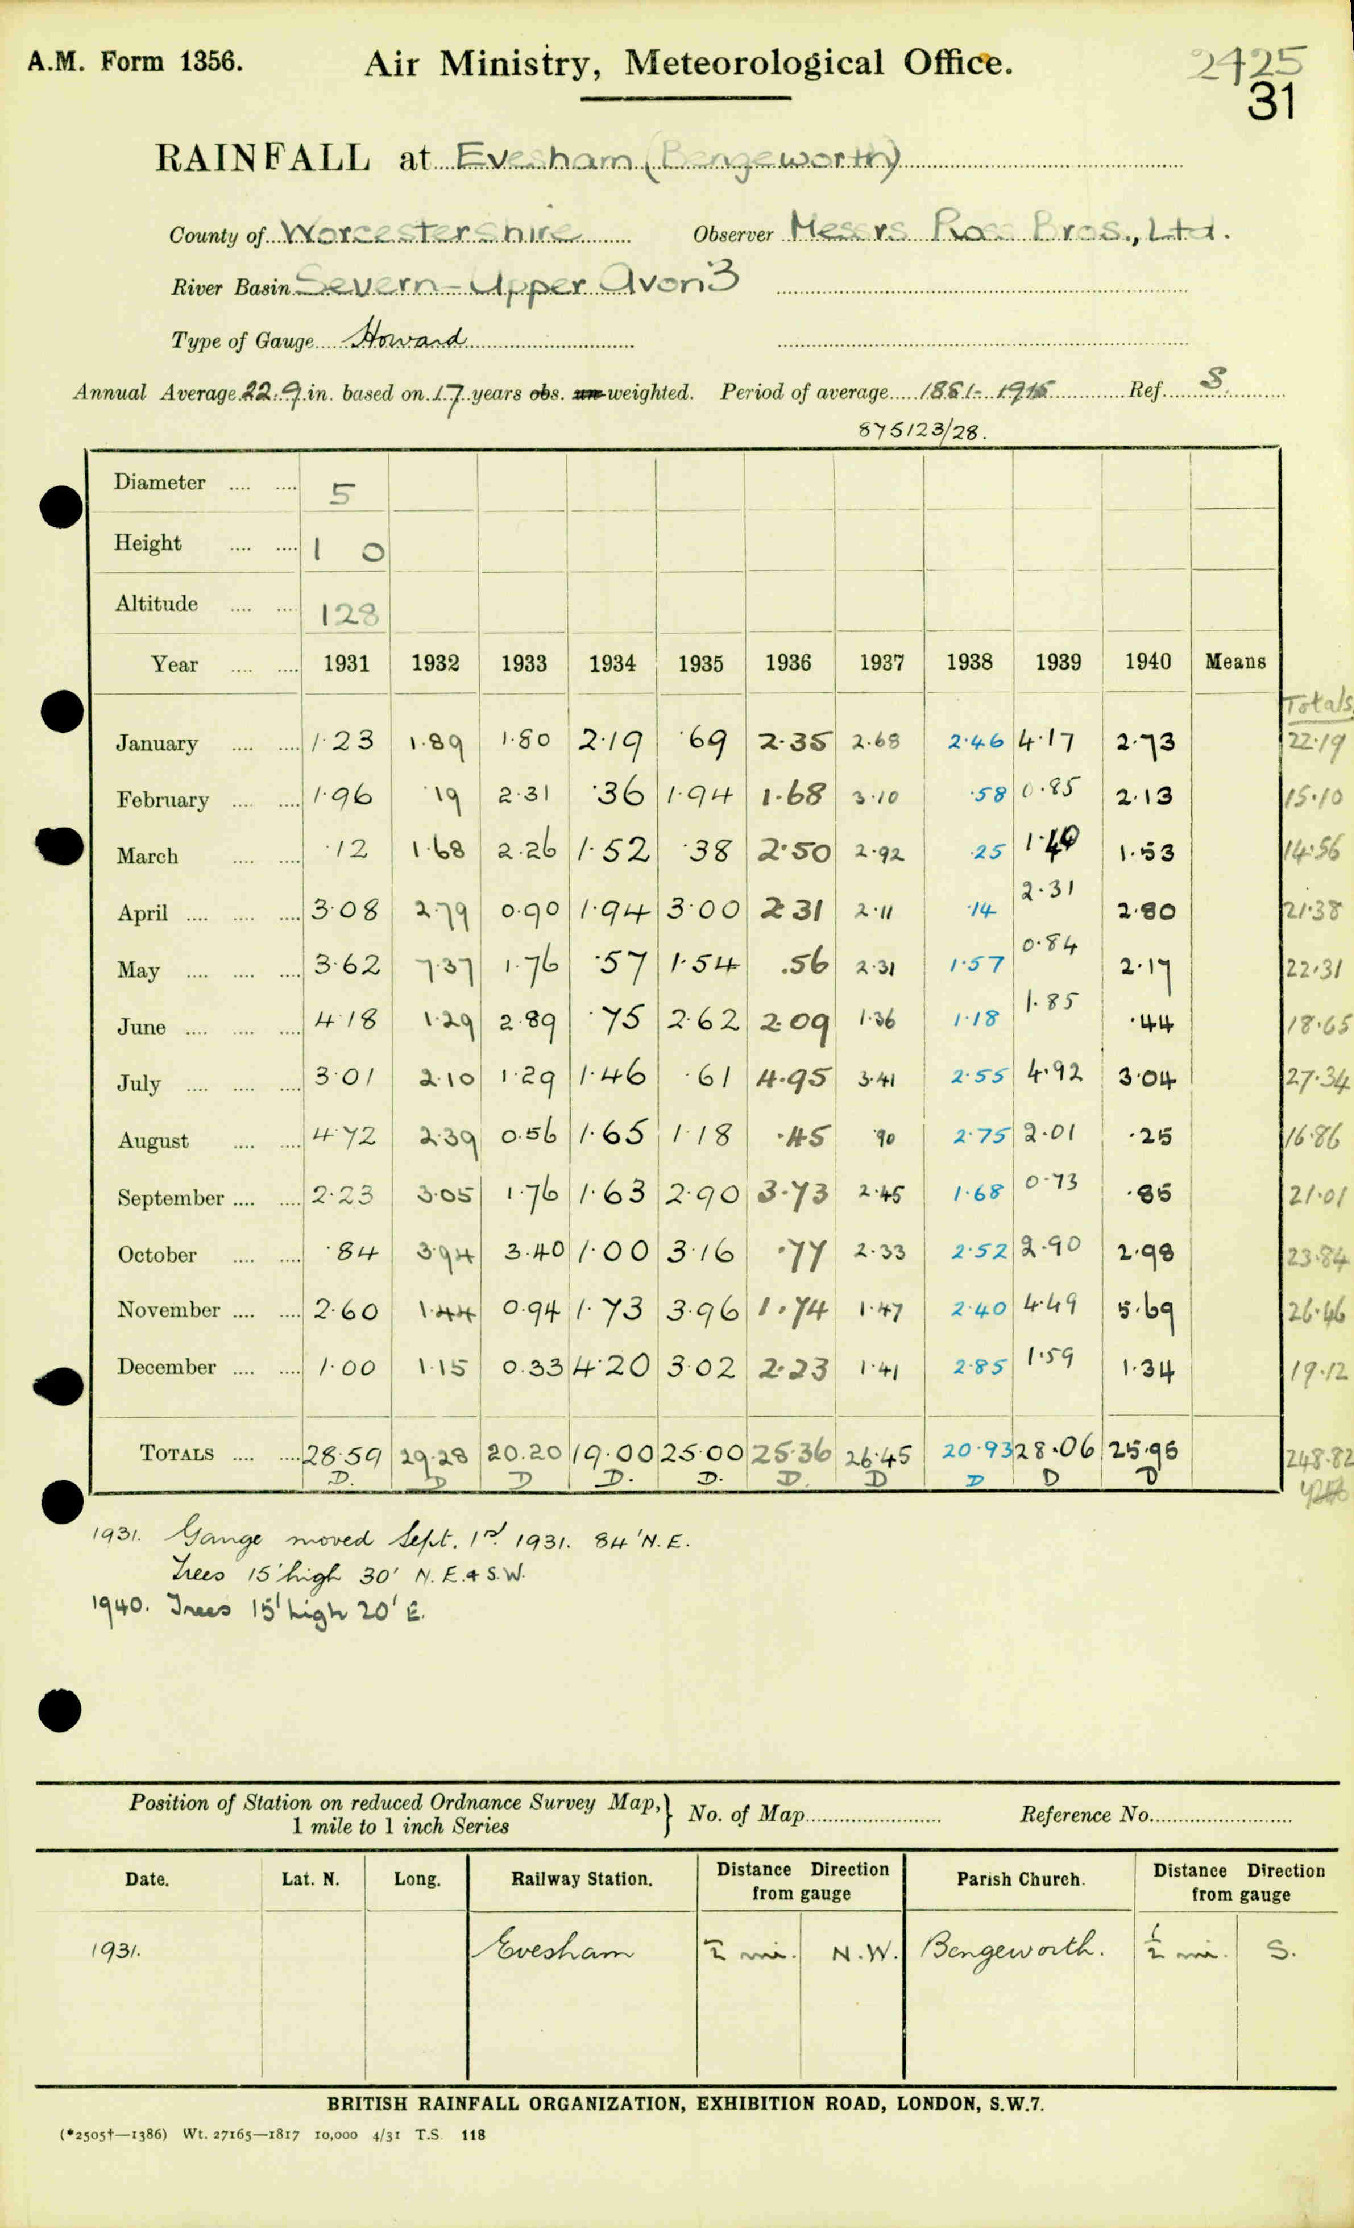 A.M. Form 1356. Air Ministry, Meteorological Office. 2425
31
RAINFALL at Evesham (Bengeworth)
County of Worcestershire Observer Messrs Ross Bros., Ltd.
River Basin Severn - Upper Avon 3
Type of Gauge Howard
Annual Average 22.9 in. based on 17 years obs. un-weighted. Period of average 1881-1915 Ref. S.
875123/28.
Diameter .... .... 5
Height .... .... 1 0
Altitude .... .... 128
Year .... .... 1931 1932 1933 1934 1935 1936 1937 1938 1939 1940 Means
Totals
January .... .... 1.23 1.89 1.80 2.19 .69 2.35 2.68 2.46 4.17 2.73 22.19
February .... .... 1.96 .19 2.31 .36 1.94 1.68 3.10 .58 0.85 2.13 15.10
March .... .... .12 1.68 2.26 1.52 .38 2.50 2.92 .25 1.40 1.53 14.56
April .... .... .... 3.08 2.79 0.90 1.94 3.00 2.31 2.11 .14 2.31 2.80 21.38
May .... .... .... 3.62 7.37 1.76 .57 1.54 .56 2.31 1.57 0.84 2.17 22.31
June .... .... .... 4.18 1.29 2.89 .75 2.62 2.09 1.36 1.18 1.85 .44 18.65
July .... .... .... 3.01 2.10 1.29 1.46 .61 4.95 3.41 2.55 4.92 3.04 27.34
August .... .... 4.72 2.39 0.56 1.65 1.18 .45 .90 2.75 2.01 .25 16.86
September .... .... 2.23 3.05 1.76 1.63 2.90 3.73 2.45 1.68 0.73 .85 21.01
October .... .... .84 3.94 3.40 1.00 3.16 .77 2.33 2.52 2.90 2.98 23.84
November .... .... 2.60 1.44 0.94 1.73 3.96 1.74 1.47 2.40 4.49 5.69 26.46
December .... .... 1.00 1.15 0.33 4.20 3.02 2.23 1.41 2.85 1.59 1.34 19.12
TOTALS .... .... 28.59 29.28 20.20 19.00 25.00 25.36 26.45 20.93 28.06 25.95 248.82
D. D D D. D. D. D D D D
1931. Gauge moved Sept. 1st 1931. 84' N.E.
Trees 15' high 30' N.E. & S.W.
1940. Trees 15' high 20' E.
Position of Station on reduced Ordnance Survey Map, } No. of Map Reference No.
1 mile to 1 inch Series
Date. Lat. N. Long. Railway Station. Distance Direction from gauge Parish Church. Distance Direction from gauge
1931. Evesham ½ mi. N.W. Bengeworth. ½ mi. S.
BRITISH RAINFALL ORGANIZATION, EXHIBITION ROAD, LONDON, S.W.7.
(*2505†—1386) Wt. 27165—1817 10,000 4/31 T.S. 118